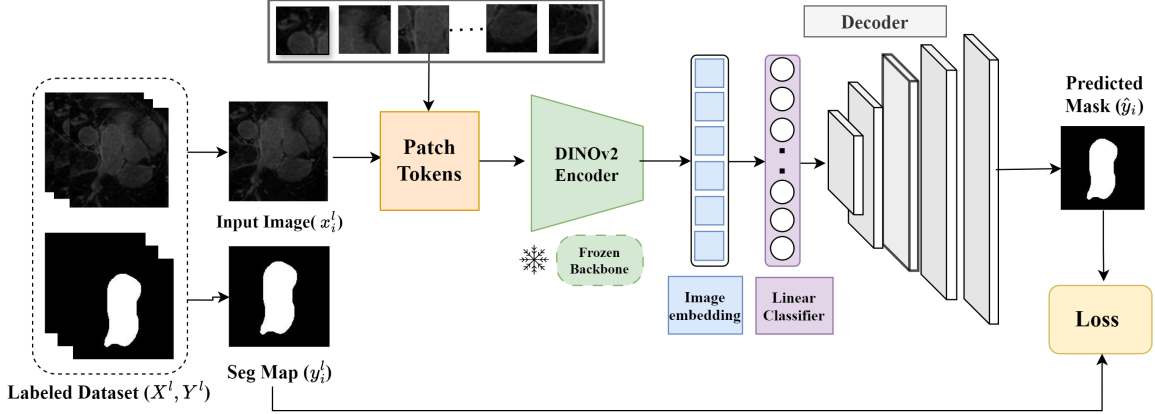 Decoder
Predicted
Mask (ŷᵢ)
Patch
Tokens
DINOv2
Encoder
Input Image( xᵢˡ)
Frozen
Backbone
Image
embedding
Linear
Classifier
Loss
Seg Map (yᵢˡ)
Labeled Dataset (Xˡ, Yˡ)